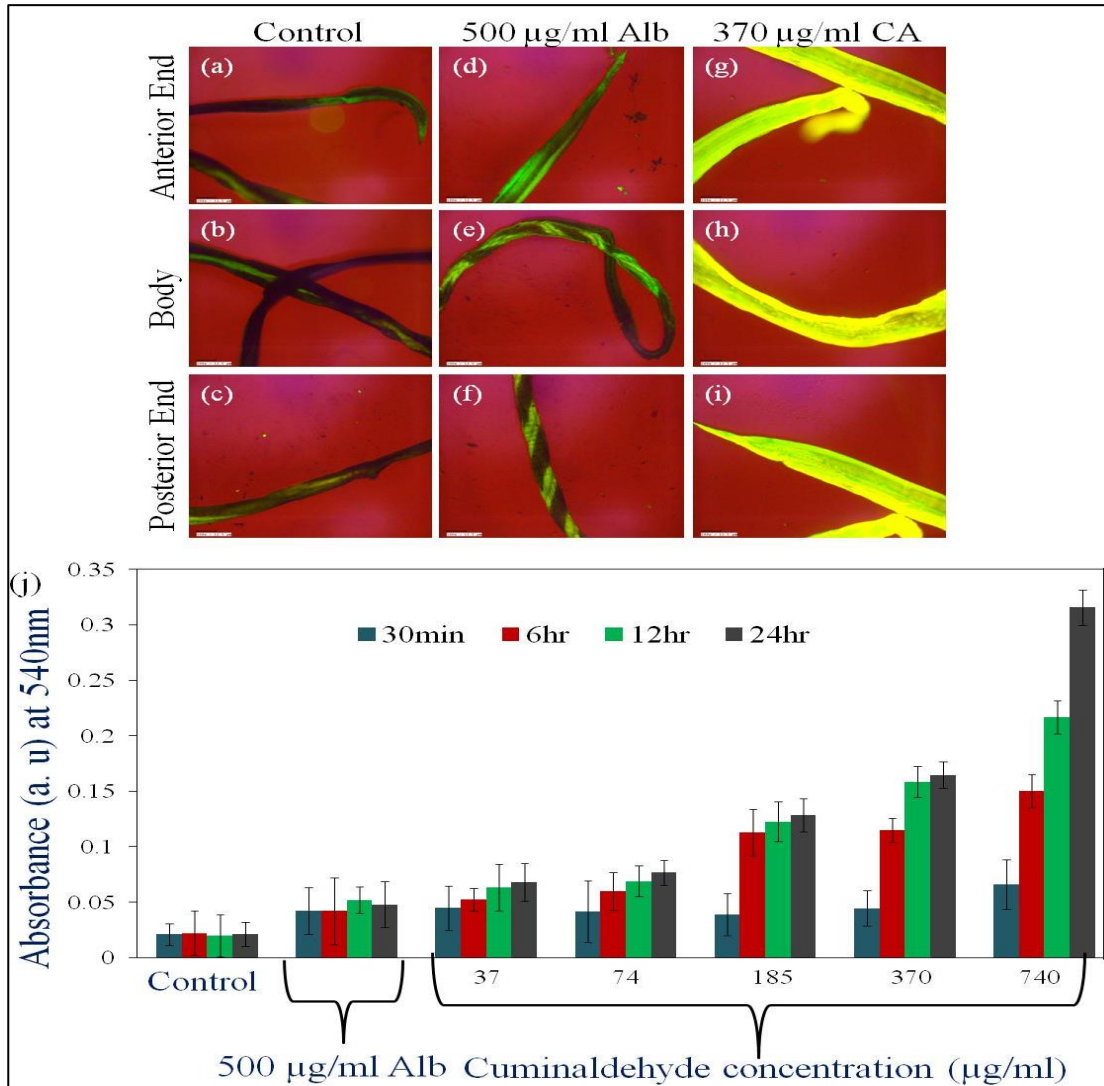 Control 500 µg/ml Alb 370 µg/ml CA
Anterior End
(a) (d) (g)
Body
(b) (e) (h)
Posterior End
(c) (f) (i)
(j)
Absorbance (a. u) at 540nm
0.35
0.3
0.25
0.2
0.15
0.1
0.05
0
30min 6hr 12hr 24hr
Control 37 74 185 370 740
500 µg/ml Alb Cuminaldehyde concentration (µg/ml)